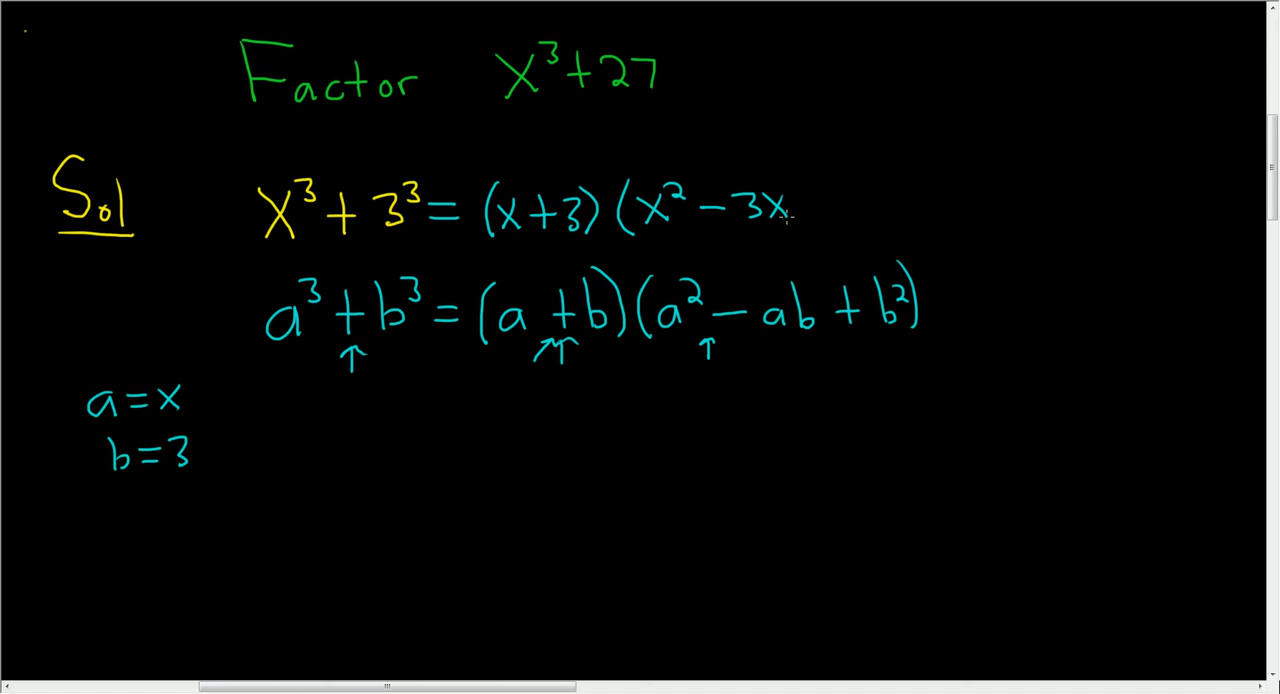 Factor x³+27
Sol
x³ + 3³ = (x+3) (x² - 3x
a³ + b³ = (a + b)(a² - ab + b²)
↑ ↑↑ ↑
a = x
b = 3